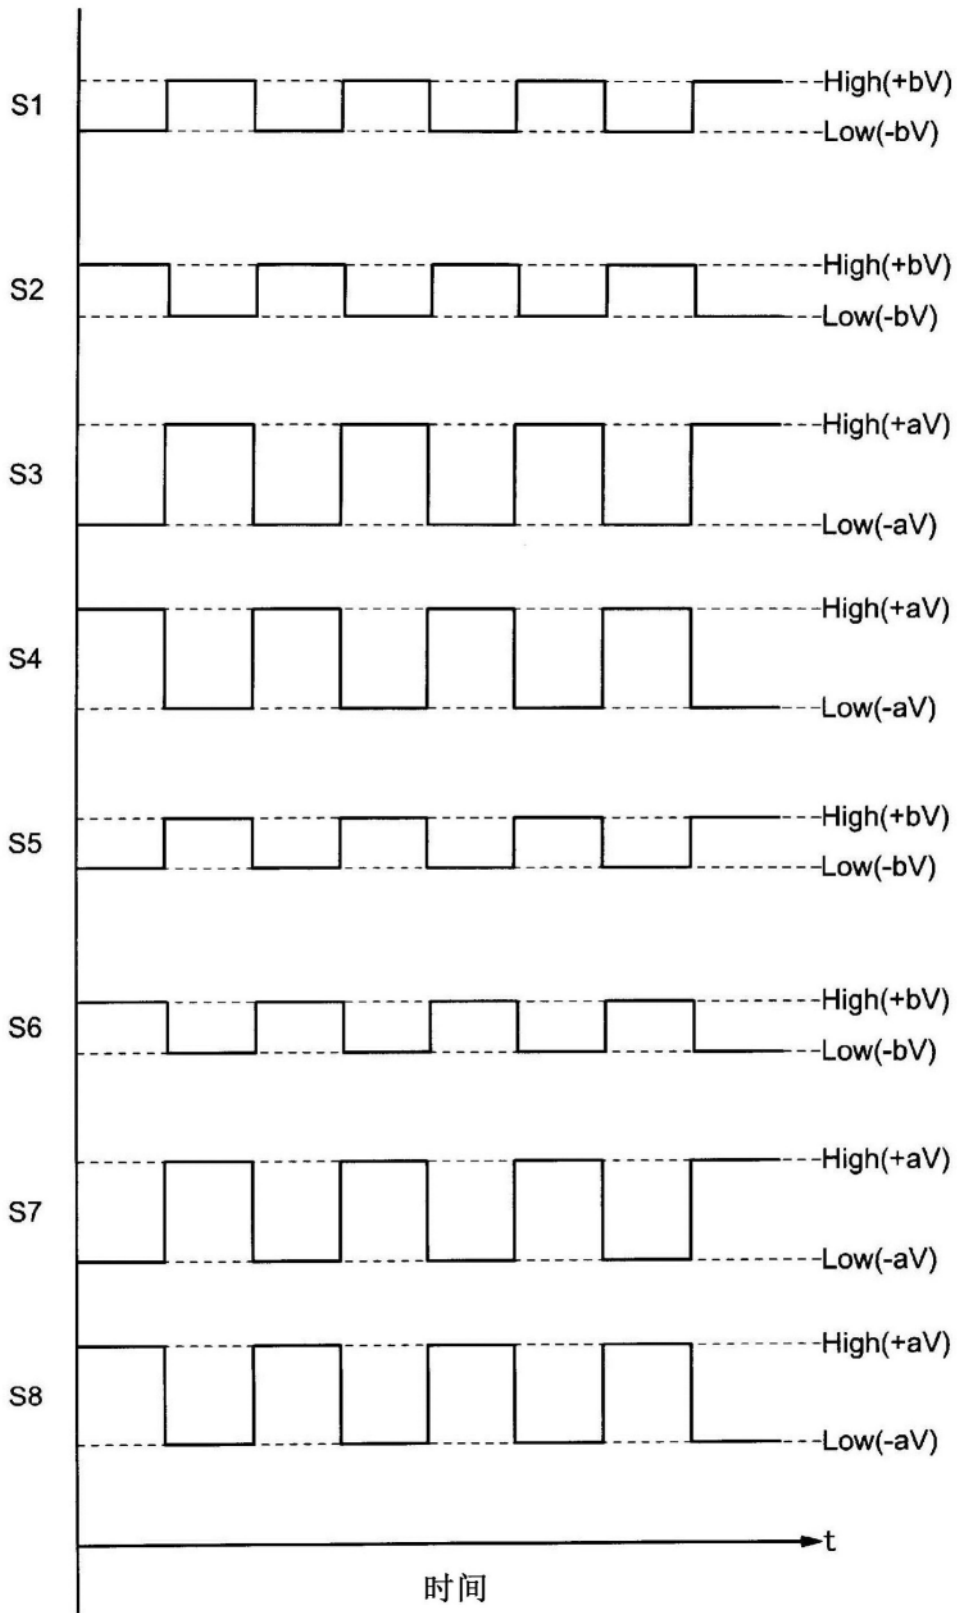 High(+bV)
S1
Low(-bV)
High(+bV)
S2
Low(-bV)
High(+aV)
S3
Low(-aV)
High(+aV)
S4
Low(-aV)
High(+bV)
S5
Low(-bV)
High(+bV)
S6
Low(-bV)
High(+aV)
S7
Low(-aV)
High(+aV)
S8
Low(-aV)
t
时间